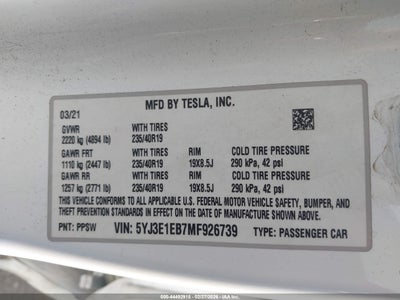 MFD BY TESLA, INC.
03/21
GVWR WITH TIRES
2220 kg (4894 lb) 235/40R19
GAWR FRT WITH TIRES RIM COLD TIRE PRESSURE
1110 kg (2447 lb) 235/40R19 19X8.5J 290 kPa, 42 psi
GAWR RR WITH TIRES RIM COLD TIRE PRESSURE
1257 kg (2771 lb) 235/40R19 19X8.5J 290 kPa, 42 psi
THIS VEHICLE CONFORMS TO ALL APPLICABLE
U.S. FEDERAL MOTOR VEHICLE SAFETY, BUMPER, AND
THEFT PREVENTION STANDARDS IN EFFECT ON THE
DATE OF MANUFACTURE SHOWN ABOVE.
PNT: PPSW VIN: 5YJ3E1EB7MF926739 TYPE: PASSENGER CAR